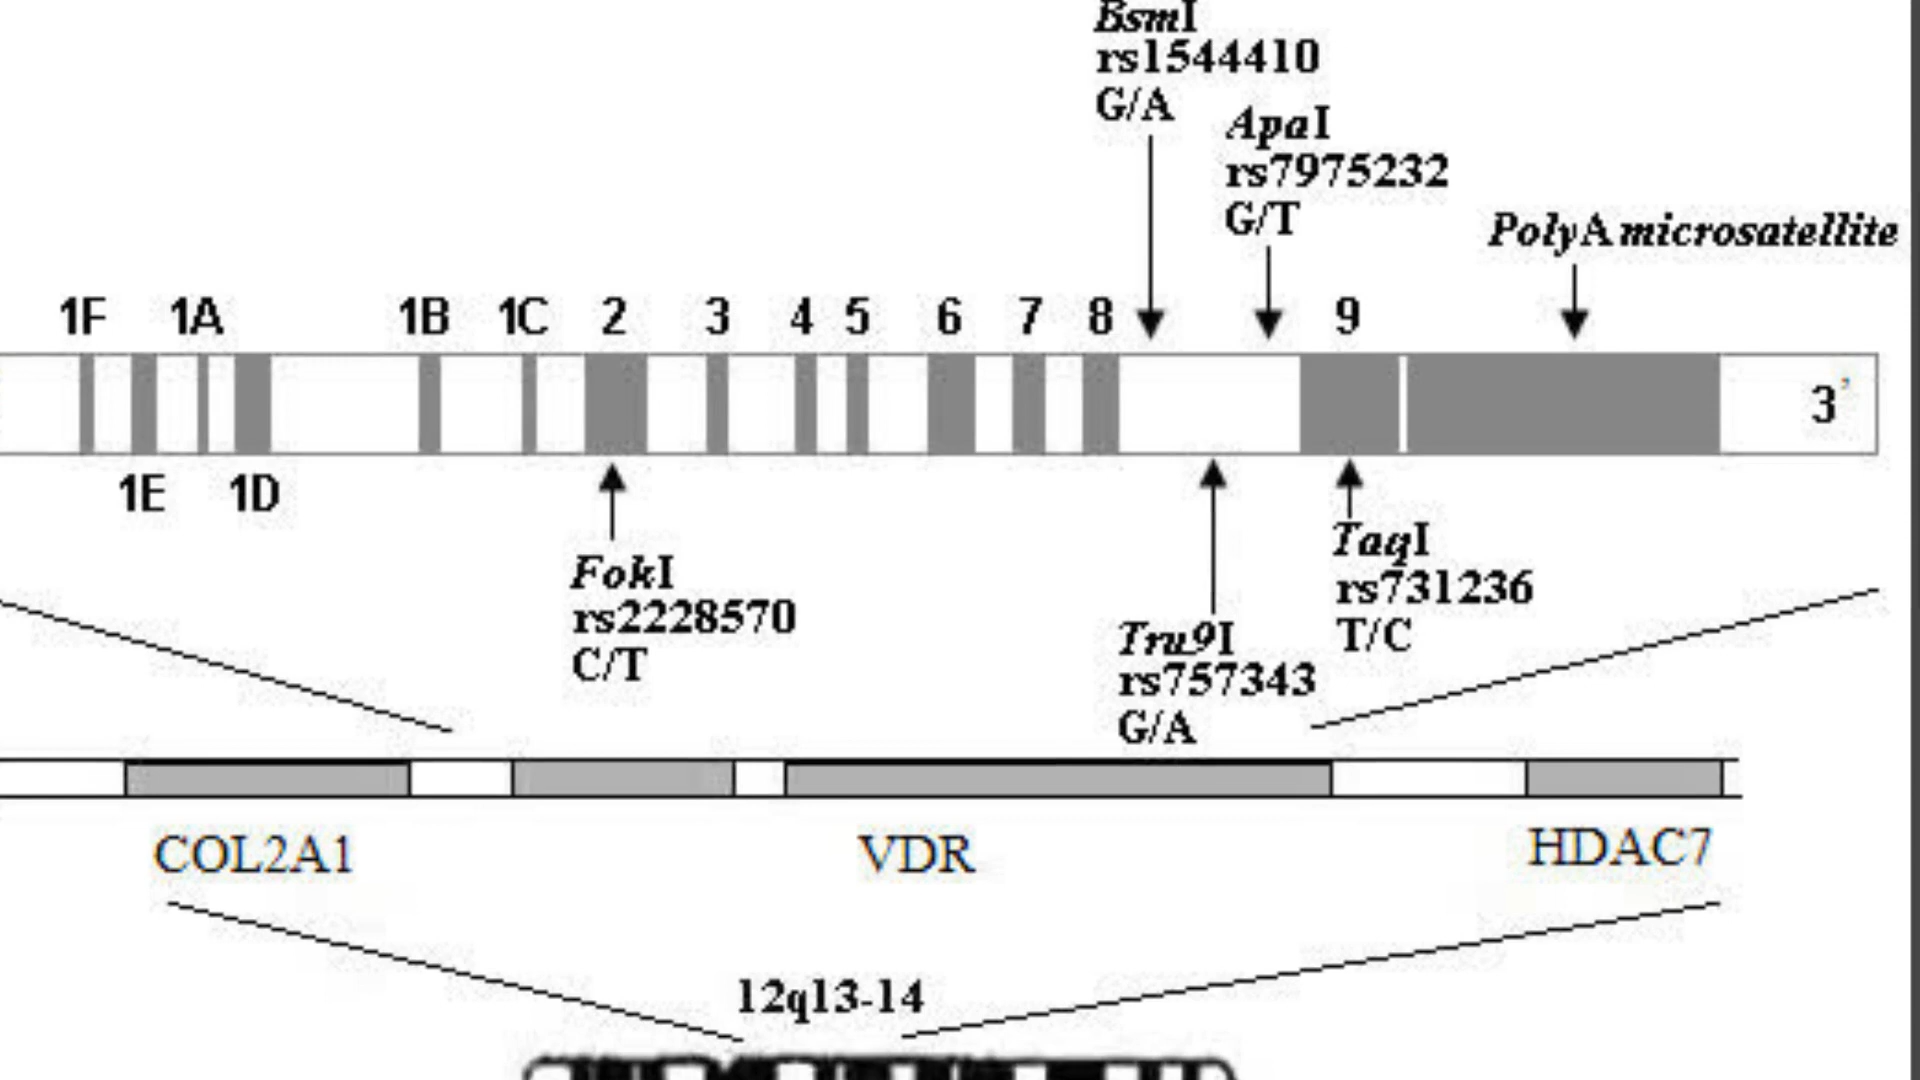 BsmI
rs1544410
G/A
ApaI
rs7975232
G/T
PolyA microsatellite
1F 1A 1B 1C 2 3 4 5 6 7 8 9
3’
1E 1D
FokI
rs2228570
C/T
TaqI
rs731236
T/C
Tru9I
rs757343
G/A
COL2A1 VDR HDAC7
12q13-14